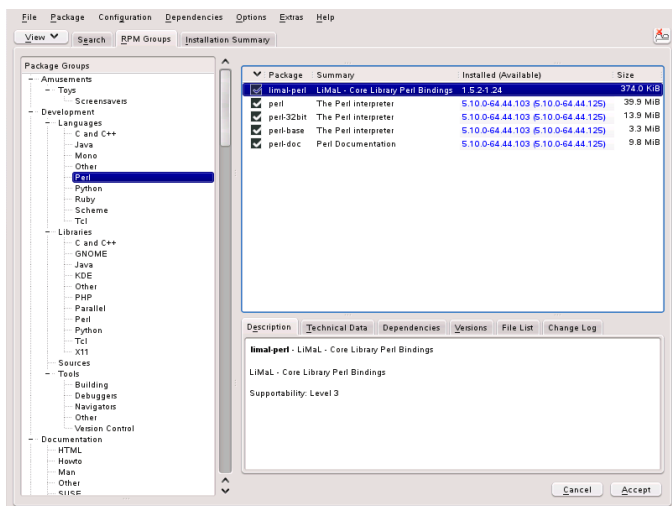 File Package Configuration Dependencies Options Extras Help
View Search RPM Groups Installation Summary
Package Groups
Amusements
Toys
Screensavers
Development
Languages
C and C++
Java
Mono
Other
Perl
Python
Ruby
Scheme
Tcl
Libraries
C and C++
GNOME
Java
KDE
Other
PHP
Parallel
Perl
Python
Tcl
X11
Sources
Tools
Building
Debuggers
Navigators
Other
Version Control
Documentation
HTML
Howto
Man
Other
SUSE
Package Summary Installed (Available) Size
limal-perl LiMaL - Core Library Perl Bindings 1.5.2-1.24 374.0 KiB
perl The Perl interpreter 5.10.0-64.44.103 (5.10.0-64.44.125) 39.9 MiB
perl-32bit The Perl interpreter 5.10.0-64.44.103 (5.10.0-64.44.125) 13.9 MiB
perl-base The Perl interpreter 5.10.0-64.44.103 (5.10.0-64.44.125) 3.3 MiB
perl-doc Perl Documentation 5.10.0-64.44.103 (5.10.0-64.44.125) 9.8 MiB
Description Technical Data Dependencies Versions File List Change Log
limal-perl - LiMaL - Core Library Perl Bindings
LiMaL - Core Library Perl Bindings
Supportability: Level 3
Cancel Accept